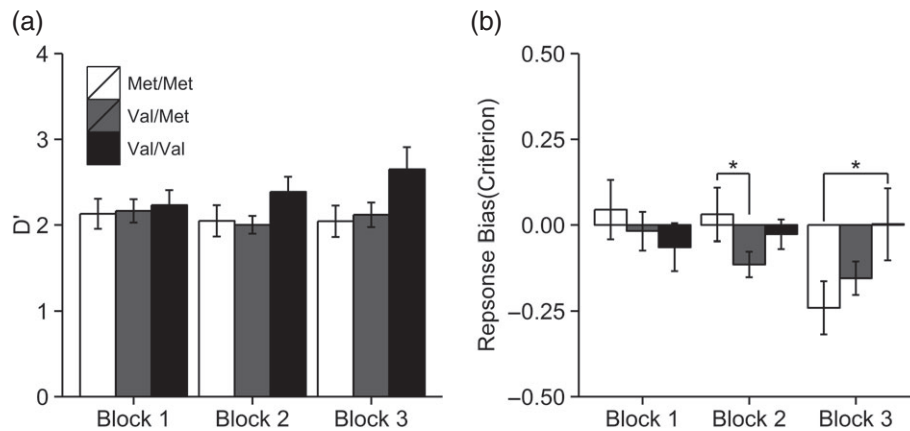 (a)
4
3
2
1
0
D'
Met/Met
Val/Met
Val/Val
Block 1 Block 2 Block 3
(b)
0.50
0.25
0.00
−0.25
−0.50
Repsonse Bias(Criterion)
*
*
Block 1 Block 2 Block 3